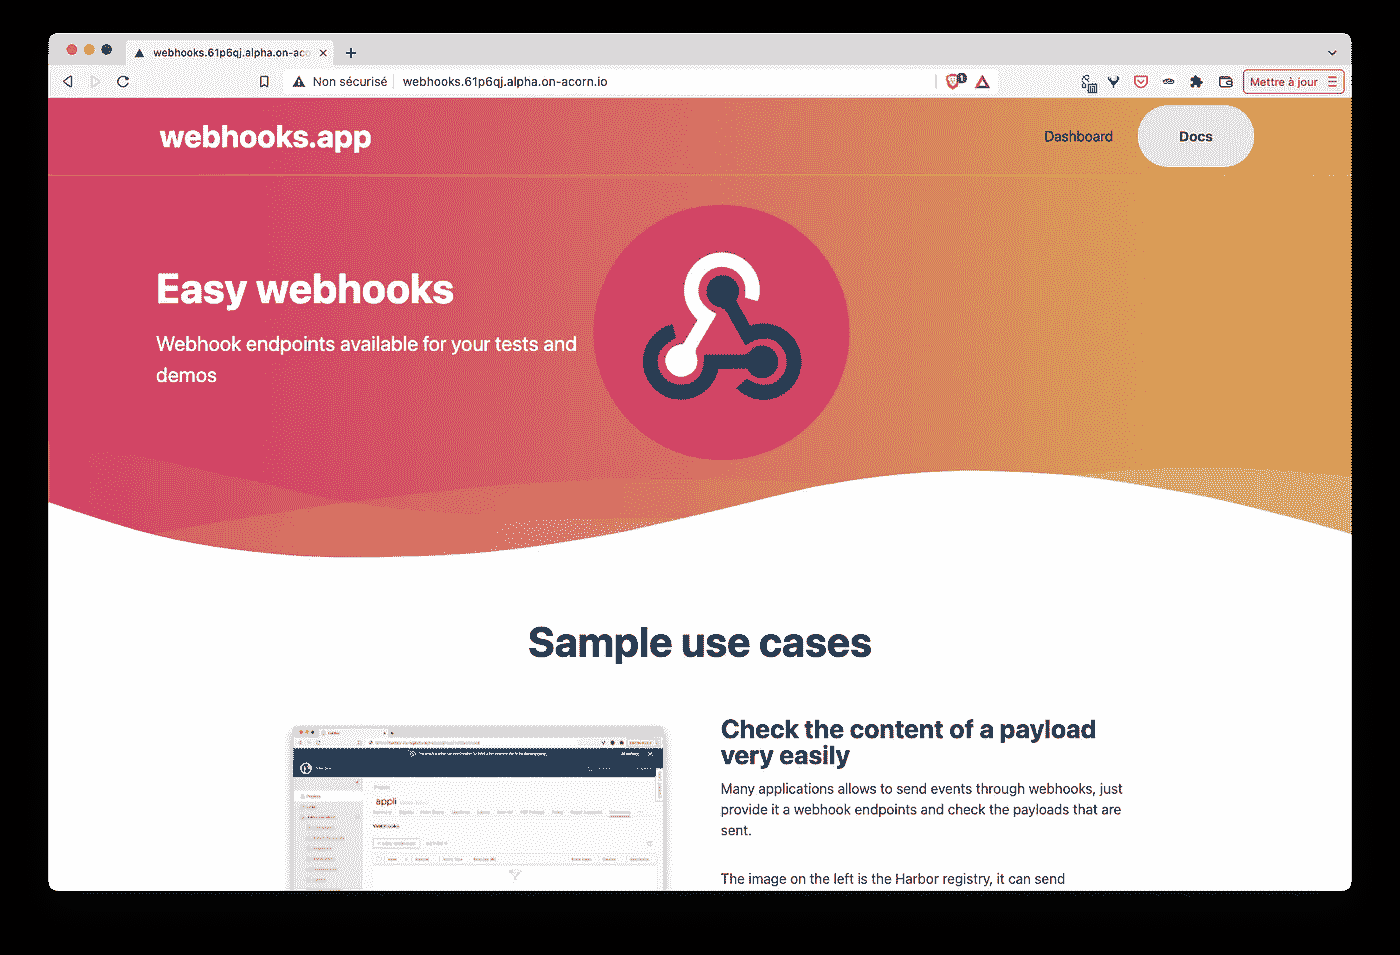 webhooks.61p6qj.alpha.on-aco
Non sécurisé
webhooks.61p6qj.alpha.on-acorn.io
1
Mettre à jour
webhooks.app
Dashboard
Docs
Easy webhooks
Webhook endpoints available for your tests and
demos
Sample use cases
appli
Check the content of a payload
very easily
Many applications allows to send events through webhooks, just
provide it a webhook endpoints and check the payloads that are
sent.
The image on the left is the Harbor registry, it can send